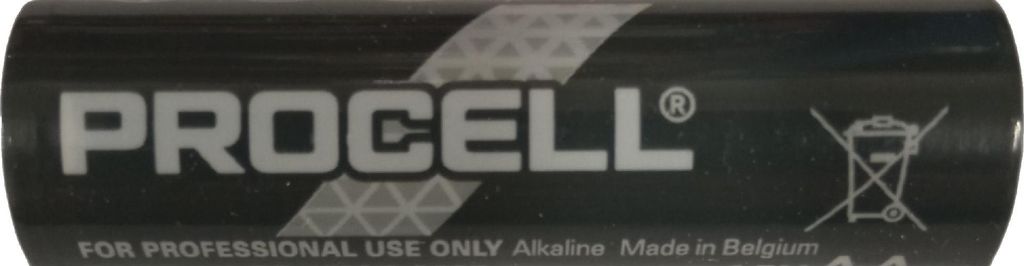 PROCELL®
FOR PROFESSIONAL USE ONLY Alkaline Made in Belgium